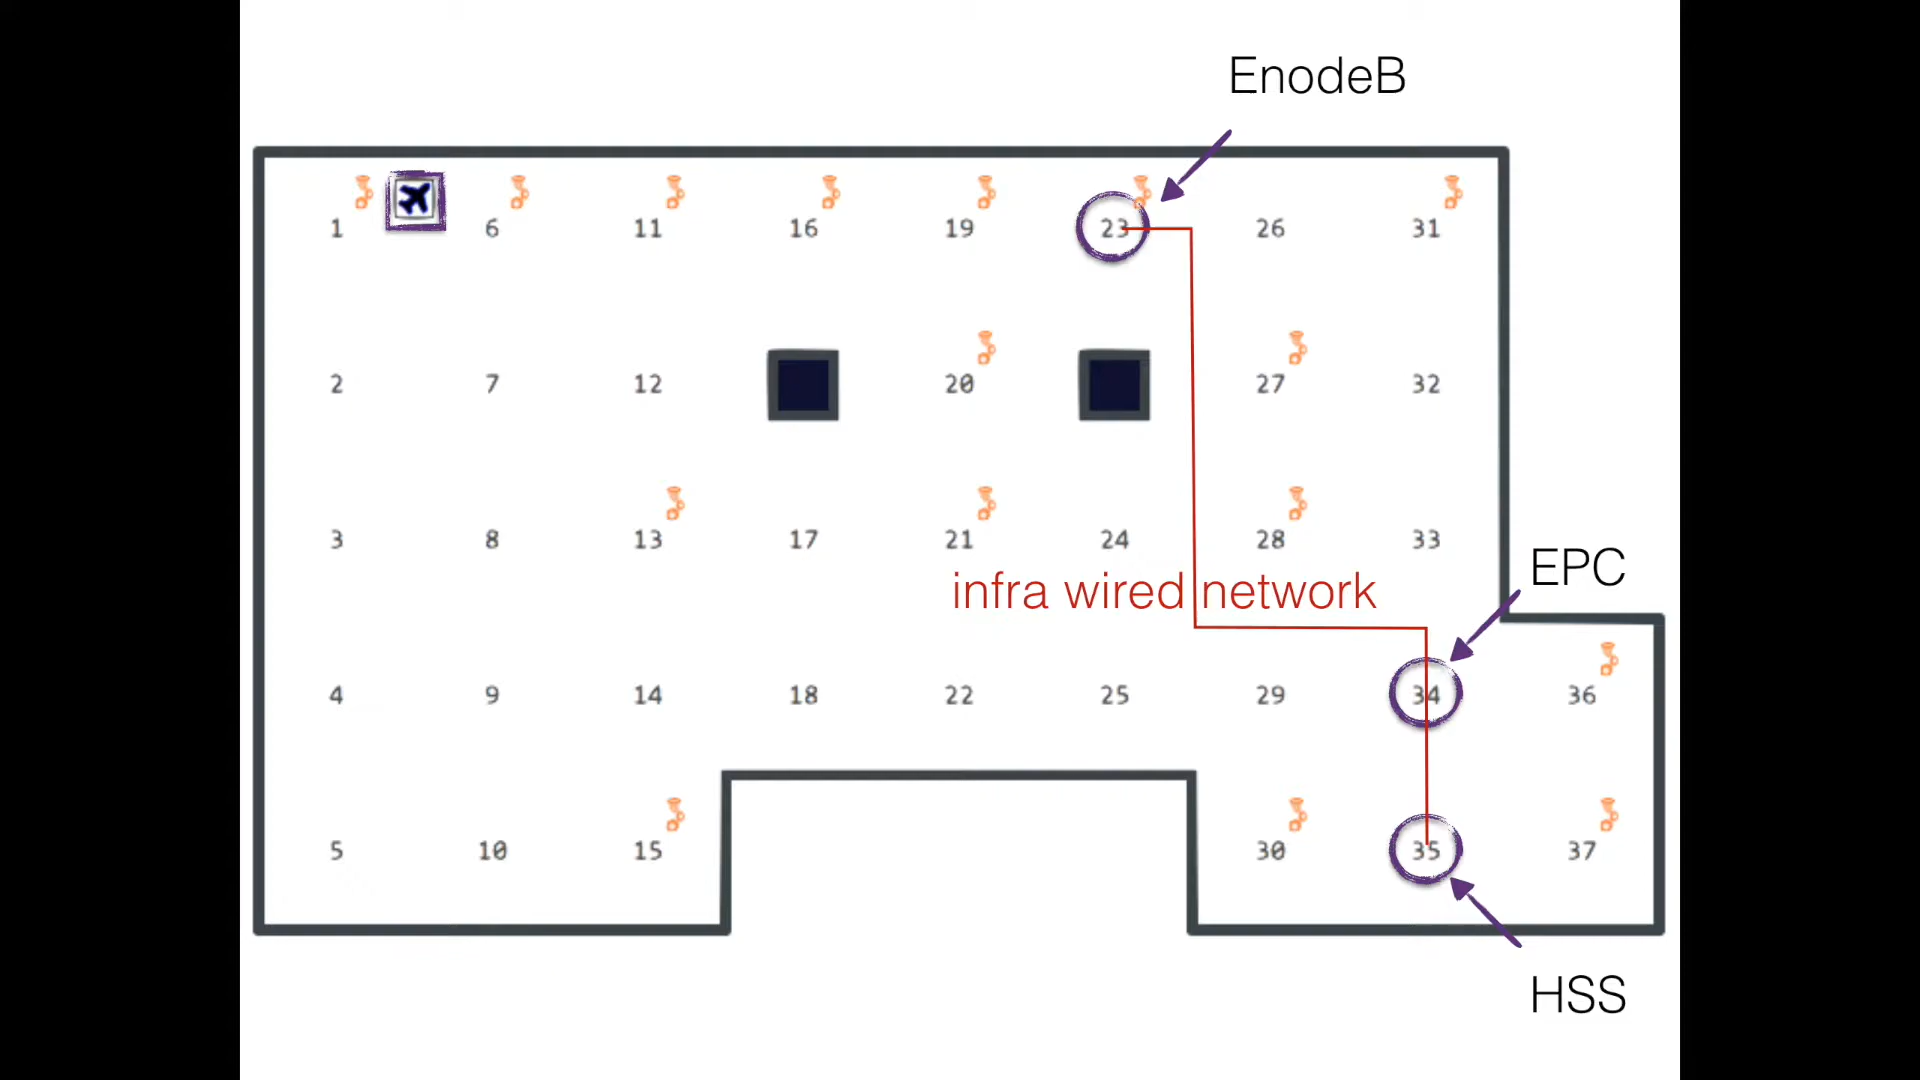 EnodeB
1 6 11 16 19 23 26 31
2 7 12 20 27 32
3 8 13 17 21 24 28 33
EPC
infra wired network
4 9 14 18 22 25 29 34 36
5 10 15 30 35 37
HSS